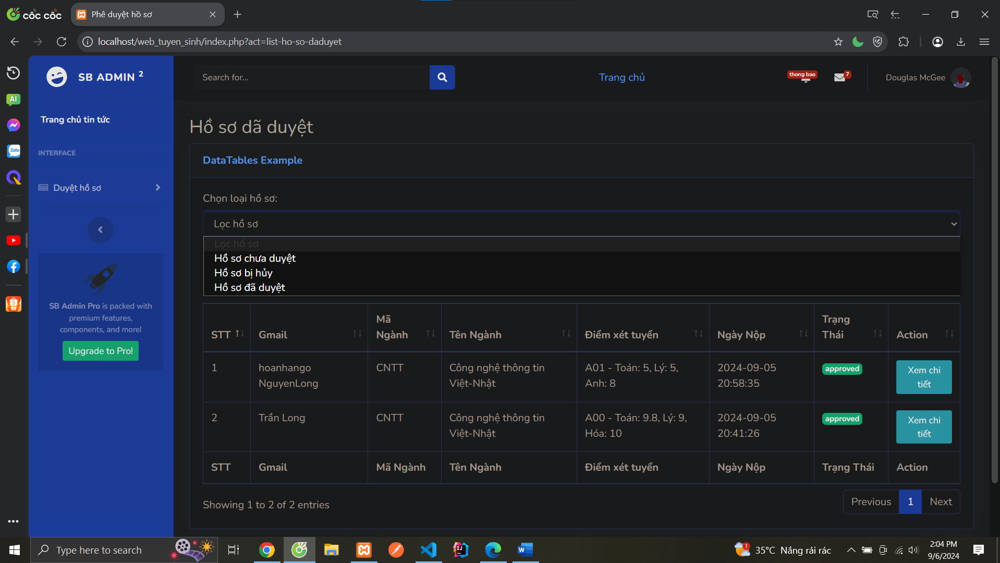 cốc cốc
Phê duyệt hồ sơ
localhost/web_tuyen_sinh/index.php?act=list-ho-so-daduyet
AI
Zalo
SB ADMIN 2
Search for...
Trang chủ
thong bao
7
Douglas McGee
Trang chủ tin tức
INTERFACE
Duyệt hồ sơ
SB Admin Pro is packed with
premium features,
components, and more!
Upgrade to Pro!
Hồ sơ dã duyệt
DataTables Example
Chọn loại hồ sơ:
Lọc hồ sơ
Lọc hồ sơ
Hồ sơ chưa duyệt
Hồ sơ bị hủy
Hồ sơ đã duyệt
STT Gmail Mã Ngành Tên Ngành Điểm xét tuyển Ngày Nộp Trạng Thái Action
1 hoanhango NguyenLong CNTT Công nghệ thông tin Việt-Nhật A01 - Toán: 5, Lý: 5, Anh: 8 2024-09-05 20:58:35 approved Xem chi tiết
2 Trần Long CNTT Công nghệ thông tin Việt-Nhật A00 - Toán: 9.8, Lý: 9, Hóa: 10 2024-09-05 20:41:26 approved Xem chi tiết
STT Gmail Mã Ngành Tên Ngành Điểm xét tuyển Ngày Nộp Trạng Thái Action
Showing 1 to 2 of 2 entries
Previous 1 Next
Type here to search
1
35°C Nắng rải rác
2:04 PM
9/6/2024